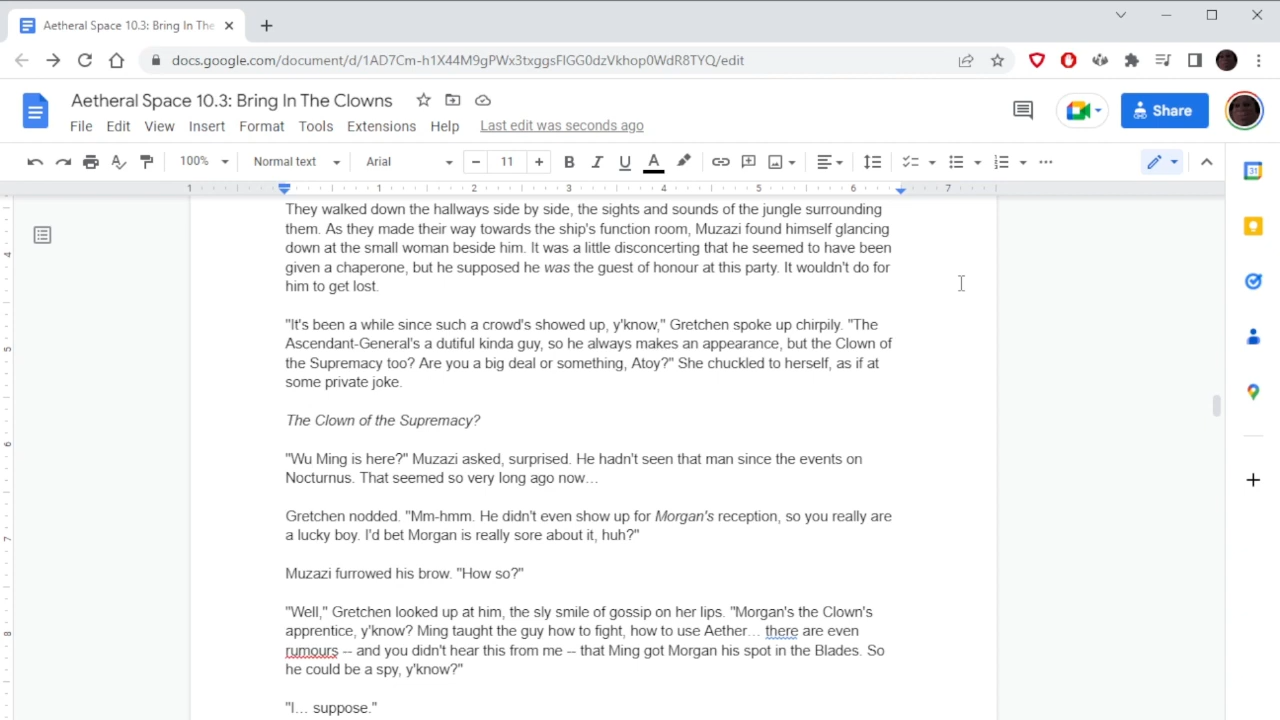 Aetheral Space 10.3: Bring In The
docs.google.com/document/d/1AD7Cm-h1X44M9gPWx3txggsFlGG0dzVkhop0WdR8TYQ/edit
Aetheral Space 10.3: Bring In The Clowns
File Edit View Insert Format Tools Extensions Help Last edit was seconds ago
Share
100% Normal text Arial 11 B I U A
1 1 2 3 4 5 6 7
31
They walked down the hallways side by side, the sights and sounds of the jungle surrounding
them. As they made their way towards the ship's function room, Muzazi found himself glancing
down at the small woman beside him. It was a little disconcerting that he seemed to have been
given a chaperone, but he supposed he was the guest of honour at this party. It wouldn't do for
him to get lost.
"It's been a while since such a crowd's showed up, y'know," Gretchen spoke up chirpily. "The
Ascendant-General's a dutiful kinda guy, so he always makes an appearance, but the Clown of
the Supremacy too? Are you a big deal or something, Atoy?" She chuckled to herself, as if at
some private joke.
The Clown of the Supremacy?
"Wu Ming is here?" Muzazi asked, surprised. He hadn't seen that man since the events on
Nocturnus. That seemed so very long ago now…
Gretchen nodded. "Mm-hmm. He didn't even show up for Morgan's reception, so you really are
a lucky boy. I'd bet Morgan is really sore about it, huh?"
Muzazi furrowed his brow. "How so?"
"Well," Gretchen looked up at him, the sly smile of gossip on her lips. "Morgan's the Clown's
apprentice, y'know? Ming taught the guy how to fight, how to use Aether… there are even
rumours -- and you didn't hear this from me -- that Ming got Morgan his spot in the Blades. So
he could be a spy, y'know?"
"I… suppose."
4
5
6
7
8